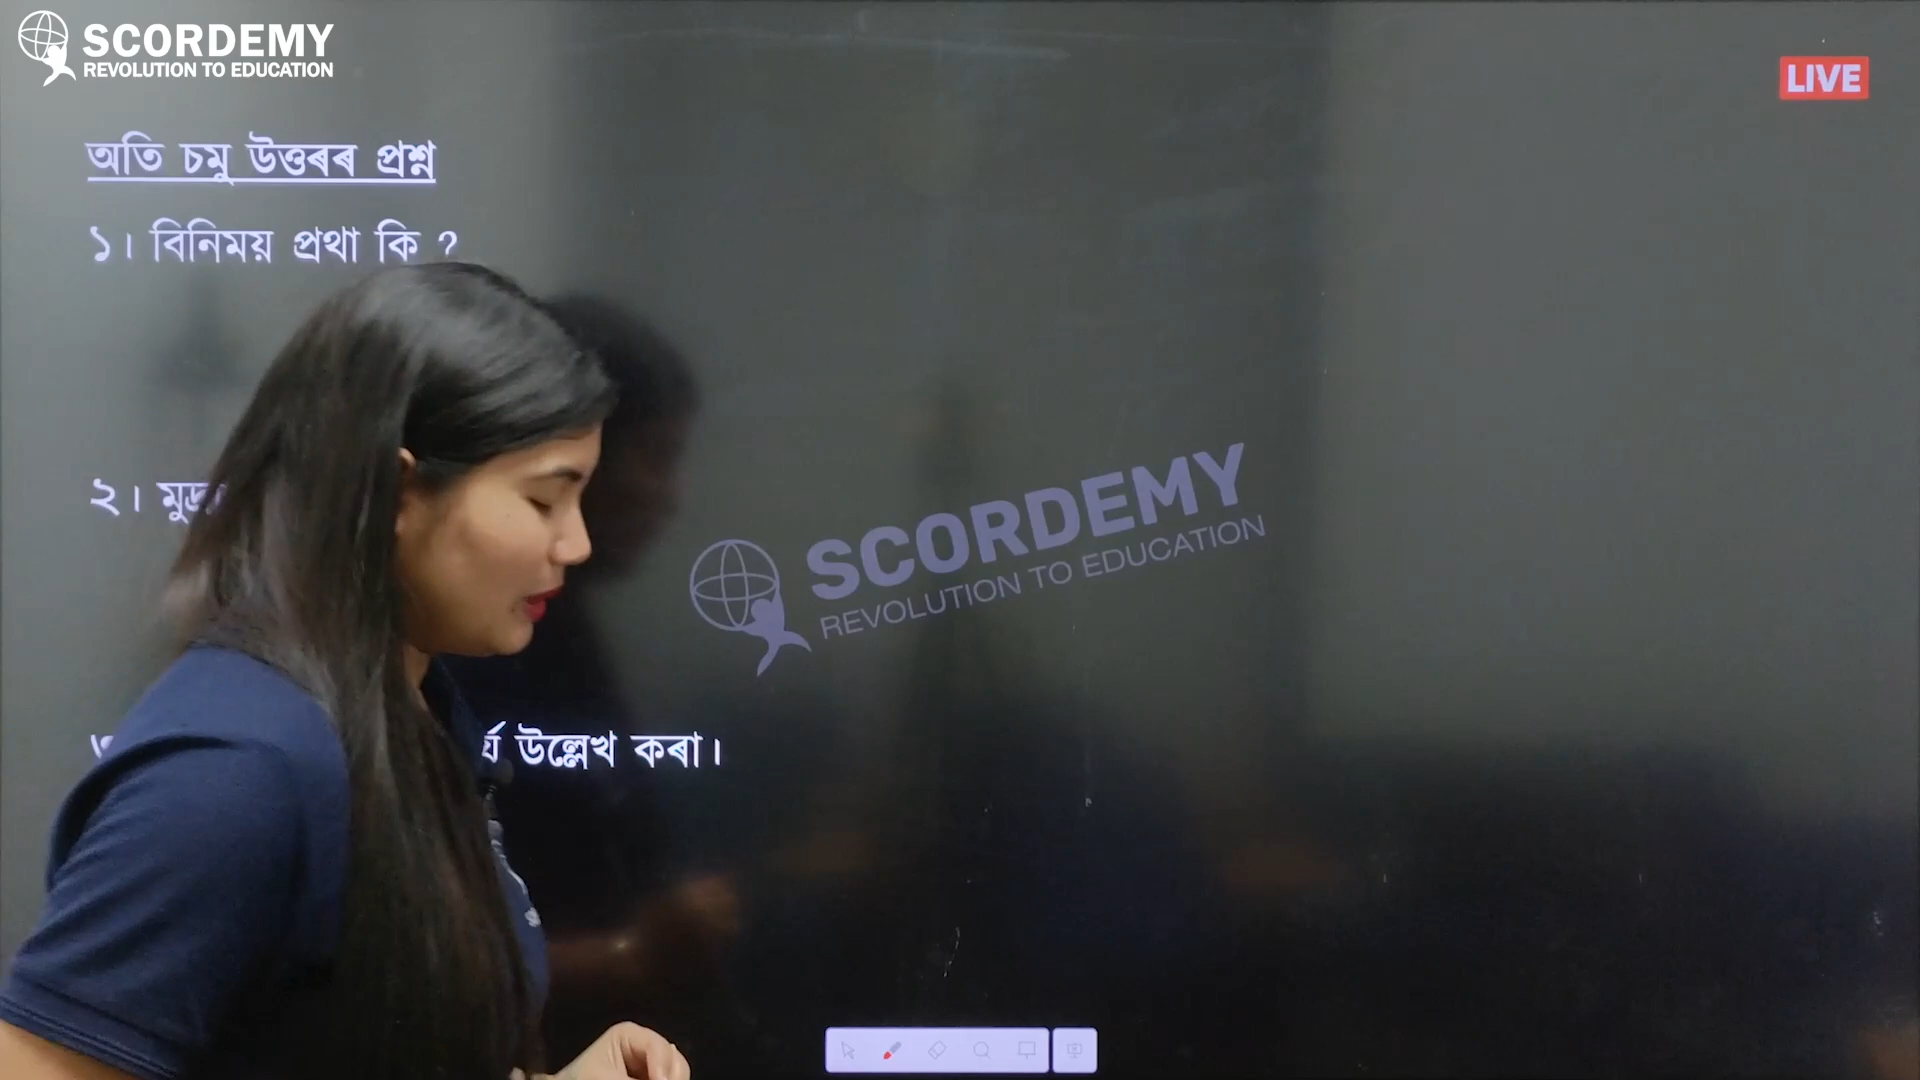 SCORDEMY
REVOLUTION TO EDUCATION
LIVE
অতি চমু উত্তৰৰ প্ৰশ্ন
১। বিনিময় প্ৰথা কি ?
২।
SCORDEMY
REVOLUTION TO EDUCATION
উল্লেখ কৰা।